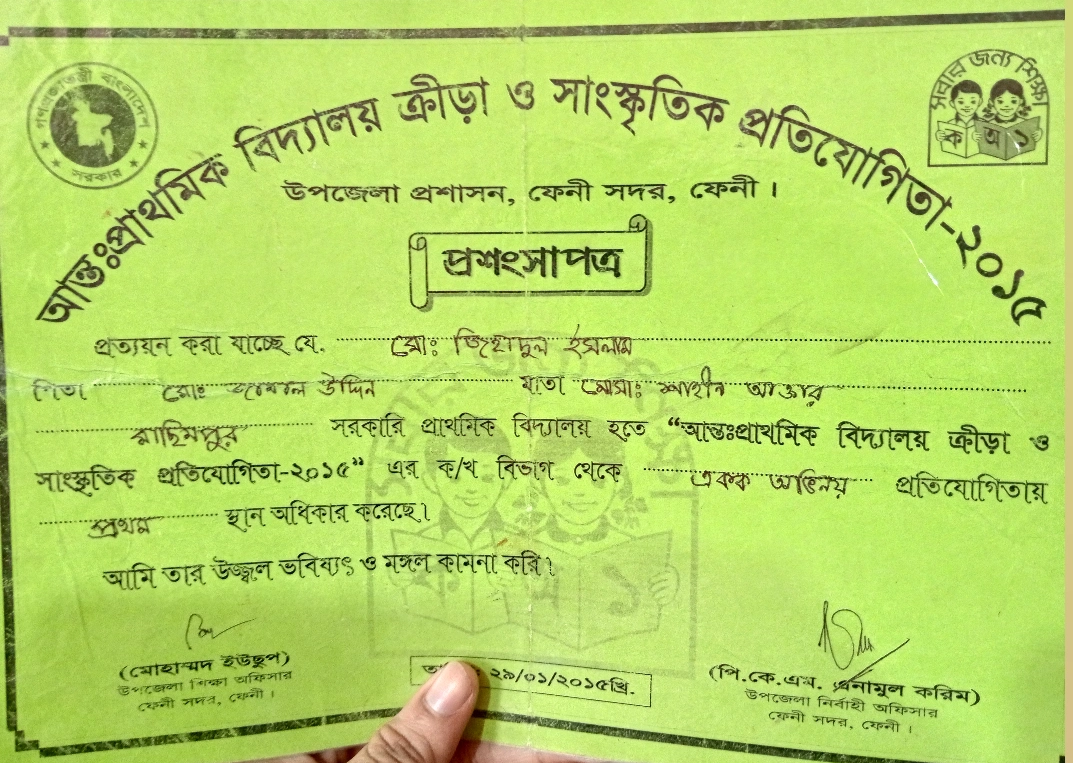 গণপ্রজাতন্ত্রী বাংলাদেশ
সরকার
সবার জন্য শিক্ষা
ক অ ১
আন্তঃপ্রাথমিক বিদ্যালয় ক্রীড়া ও সাংস্কৃতিক প্রতিযোগিতা-২০১৫
উপজেলা প্রশাসন, ফেনী সদর, ফেনী।
প্রশংসাপত্র
প্রত্যয়ন করা যাচ্ছে যে, মোঃ জিহাদুল ইসলাম
পিতা মোঃ উদ্দিন মাতা মোসাঃ শাহীন আক্তার
মাছিমপুর সরকারি প্রাথমিক বিদ্যালয় হতে “আন্তঃপ্রাথমিক বিদ্যালয় ক্রীড়া ও
সাংস্কৃতিক প্রতিযোগিতা-২০১৫” এর ক/খ বিভাগ থেকে একক অভিনয় প্রতিযোগিতায়
প্রথম স্থান অধিকার করেছে।
আমি তার উজ্জ্বল ভবিষ্যৎ ও মঙ্গল কামনা করি।
(মোহাম্মদ ইউছুপ)
উপজেলা শিক্ষা অফিসার
ফেনী সদর, ফেনী।
২৯/০১/২০১৫খ্রি.
(পি.কে.এম. এনামুল করিম)
উপজেলা নির্বাহী অফিসার
ফেনী সদর, ফেনী।